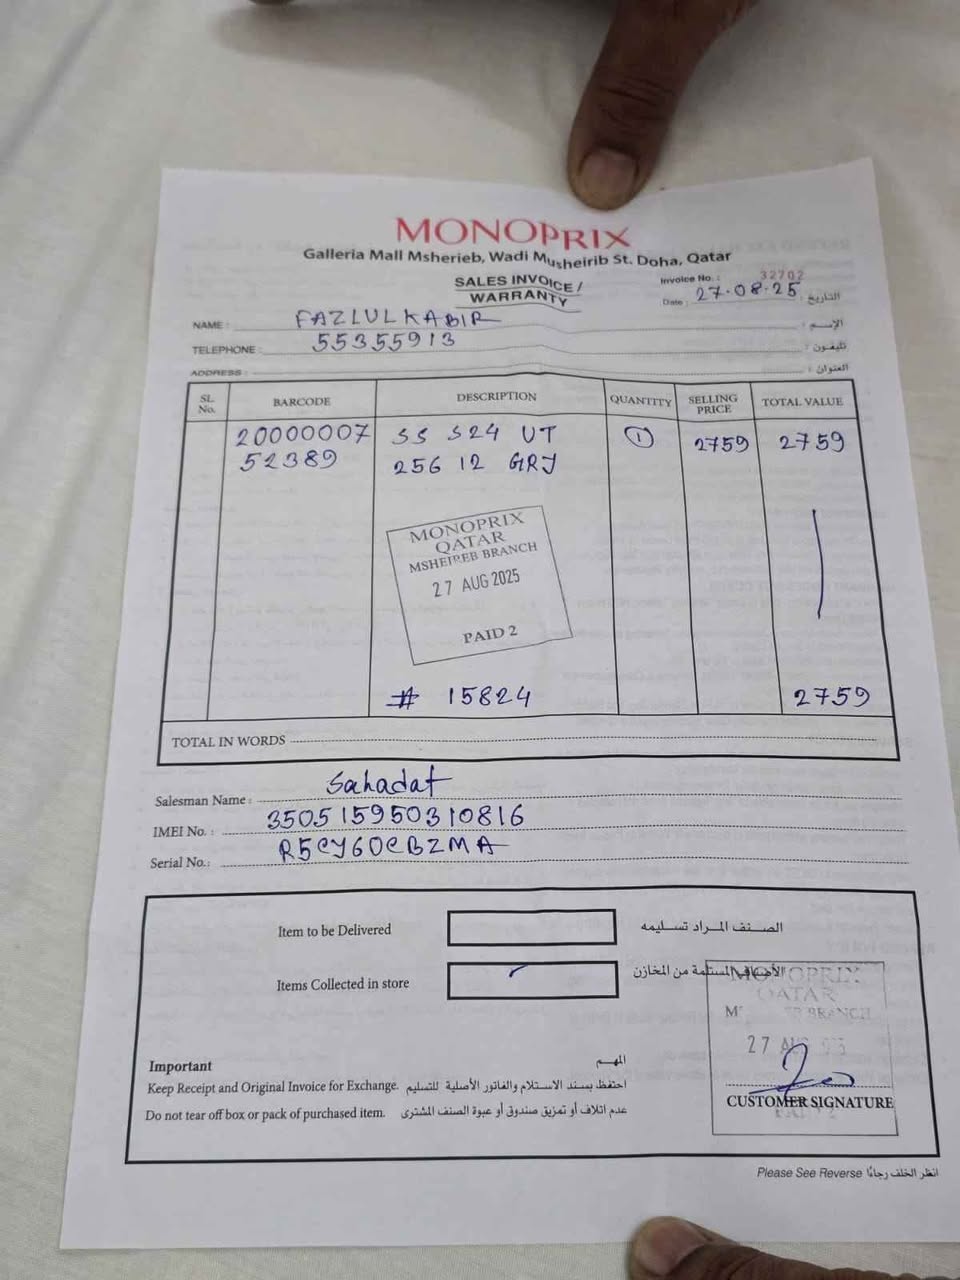 MONOPRIX
Galleria Mall Msherieb, Wadi Musheirib St. Doha, Qatar
SALES INVOICE / WARRANTY
Invoice No. : 32702
Date : 27-08-25 التاريخ :
NAME : FAZLUL KABIR الإسم :
TELEPHONE : 55355913 تليفون :
ADDRESS : العنوان :
SL. No. BARCODE DESCRIPTION QUANTITY SELLING PRICE TOTAL VALUE
20000007 SS S24 UT 1 2759 2759
52389 256 12 GRY
MONOPRIX
QATAR
MSHEIREB BRANCH
27 AUG 2025
PAID 2
# 15824 2759
TOTAL IN WORDS
Salesman Name : Sahadat
IMEI No. : 350515950310816
Serial No.: R5CY60CBZMA
Item to be Delivered الصنف المراد تسليمه
Items Collected in store الأصناف المستلمة من المخازن
MONOPRIX
QATAR
BRANCH
27
Important المهم
Keep Receipt and Original Invoice for Exchange. احتفظ بسند الاستلام والفاتور الأصلية للتسليم
CUSTOMER SIGNATURE
Do not tear off box or pack of purchased item. عدم اتلاف أو تمزيق صندوق أو عبوة الصنف المشترى
Please See Reverse انظر الخلف رجاءًا